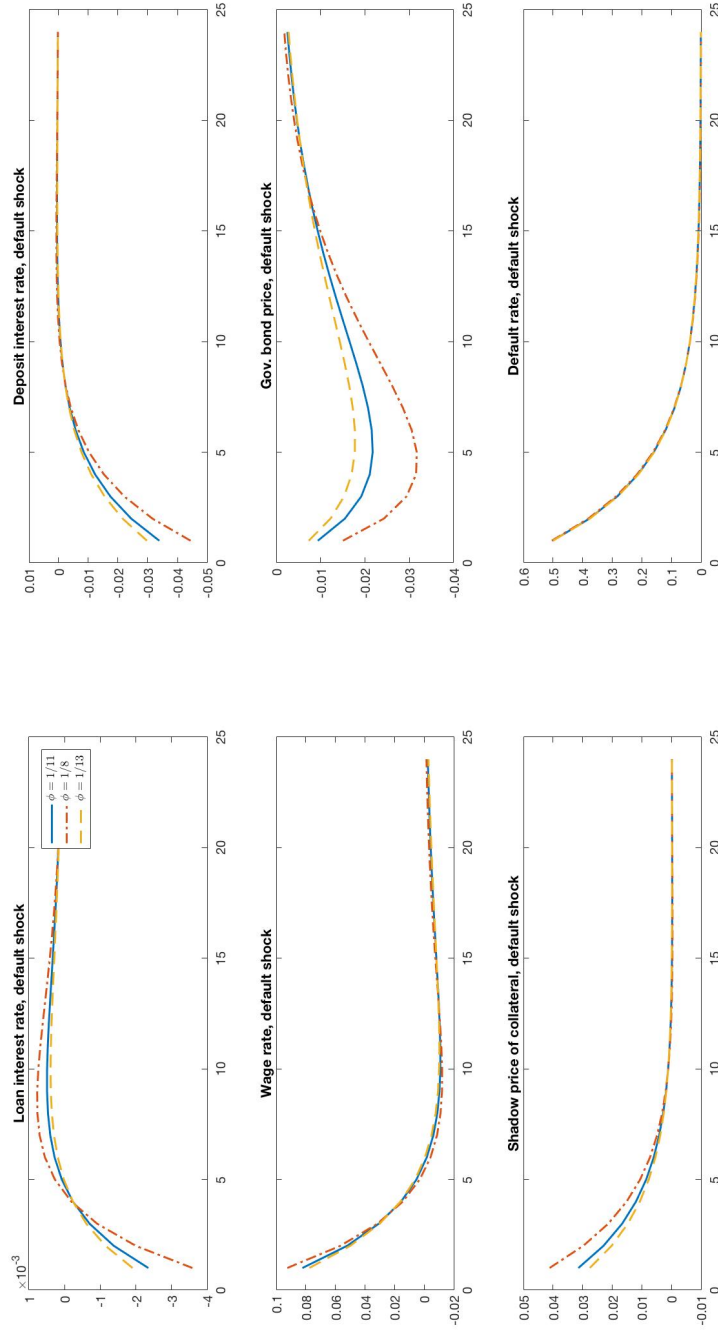 ×10⁻³
Loan interest rate, default shock
1
0
-1
-2
-3
-4
0 5 10 15 20 25
ϕ = 1/11
ϕ = 1/8
ϕ = 1/13
Deposit interest rate, default shock
0.01
0
-0.01
-0.02
-0.03
-0.04
-0.05
0 5 10 15 20 25
Wage rate, default shock
0.1
0.08
0.06
0.04
0.02
0
-0.02
0 5 10 15 20 25
Gov. bond price, default shock
0
-0.01
-0.02
-0.03
-0.04
0 5 10 15 20 25
Shadow price of collateral, default shock
0.05
0.04
0.03
0.02
0.01
0
-0.01
0 5 10 15 20 25
Default rate, default shock
0.6
0.5
0.4
0.3
0.2
0.1
0
0 5 10 15 20 25